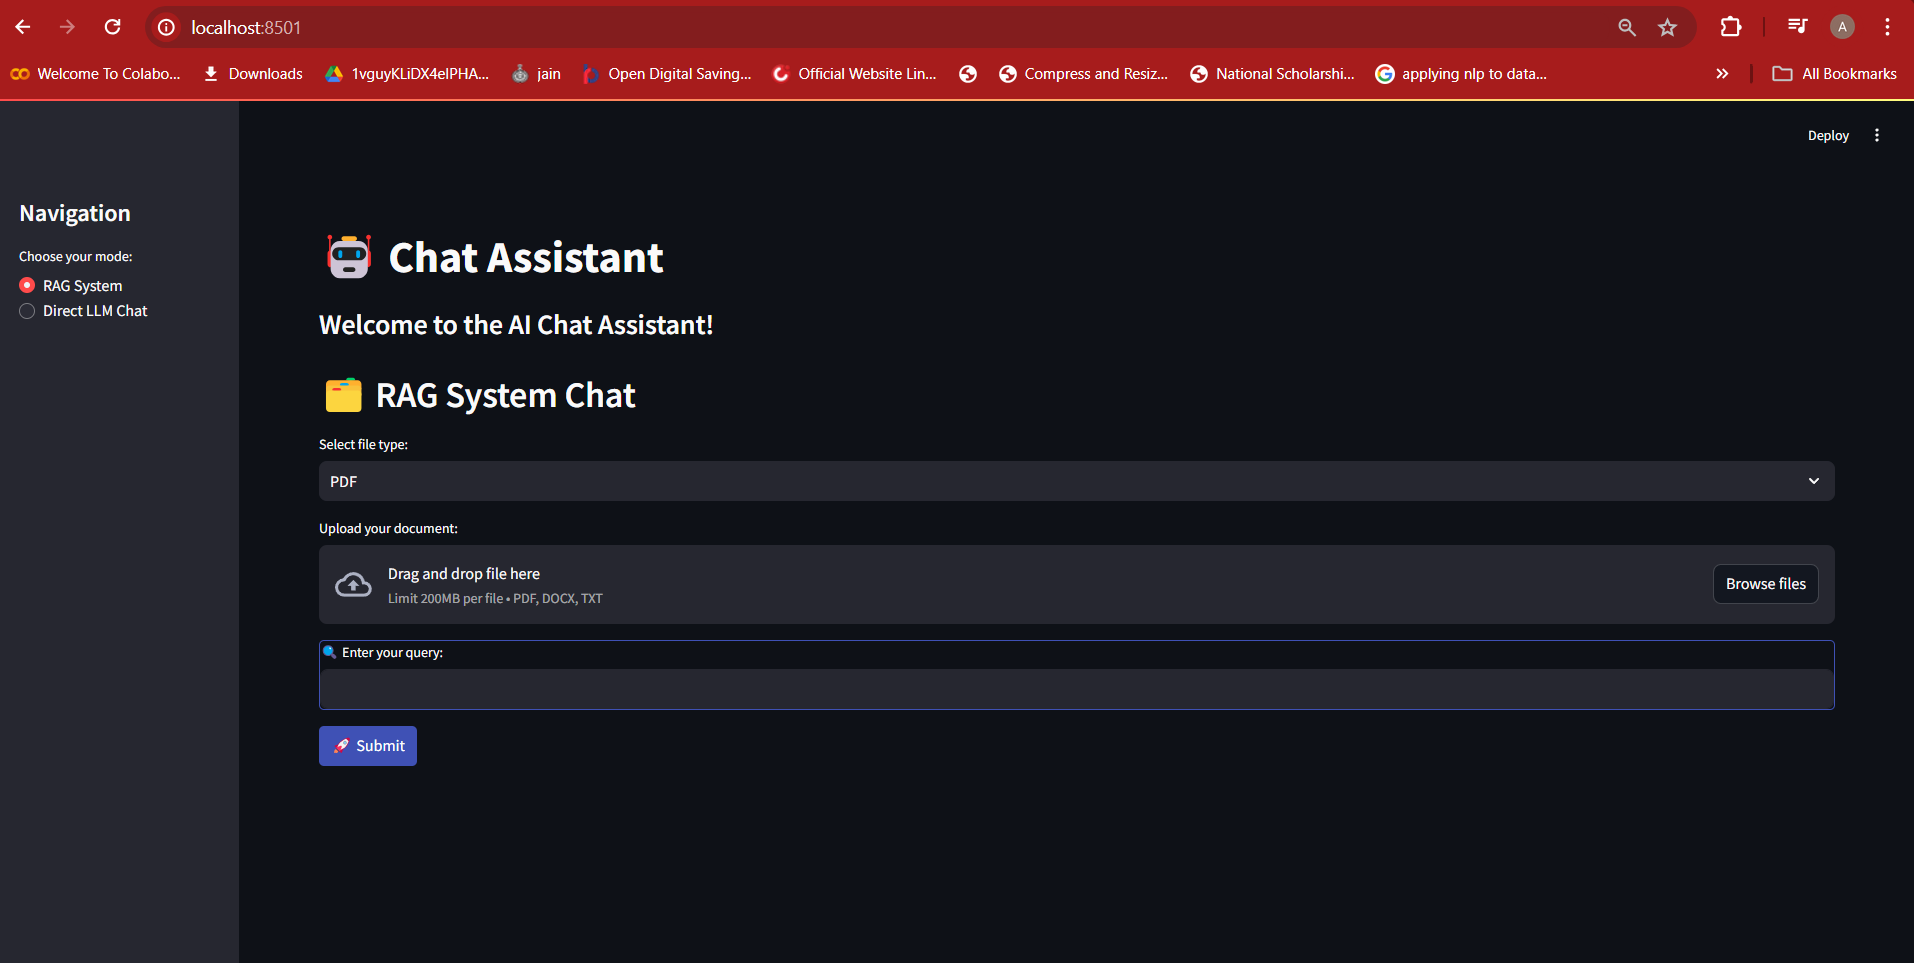 localhost:8501
A
Welcome To Colabo... Downloads 1vguyKLiDX4eIPHA... jain Open Digital Saving... Official Website Lin... Compress and Resiz... National Scholarshi... applying nlp to data... All Bookmarks
Deploy
Navigation
Choose your mode:
RAG System
Direct LLM Chat
Chat Assistant
Welcome to the AI Chat Assistant!
RAG System Chat
Select file type:
PDF
Upload your document:
Drag and drop file here
Limit 200MB per file • PDF, DOCX, TXT
Browse files
Enter your query:
Submit